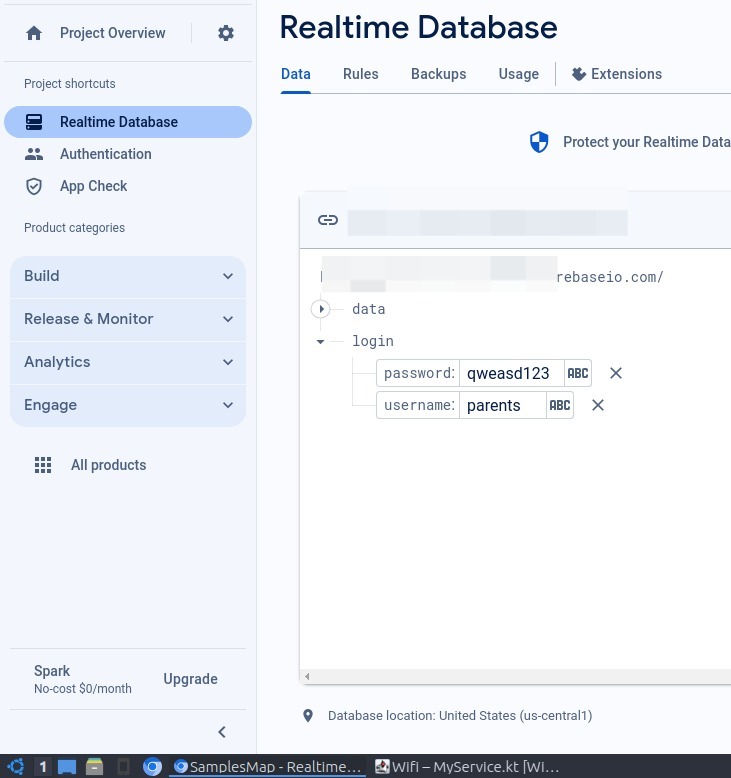 Realtime Database
Project Overview
Data Rules Backups Usage Extensions
Project shortcuts
Realtime Database
Authentication
App Check
Protect your Realtime Data
Product categories
Build
Release & Monitor
Analytics
Engage
All products
rebaseio.com/
data
login
password: qweasd123 ABC
username: parents ABC
Spark
No-cost $0/month
Upgrade
Database location: United States (us-central1)
1 SamplesMap - Realtime... Wifi – MyService.kt [Wi...